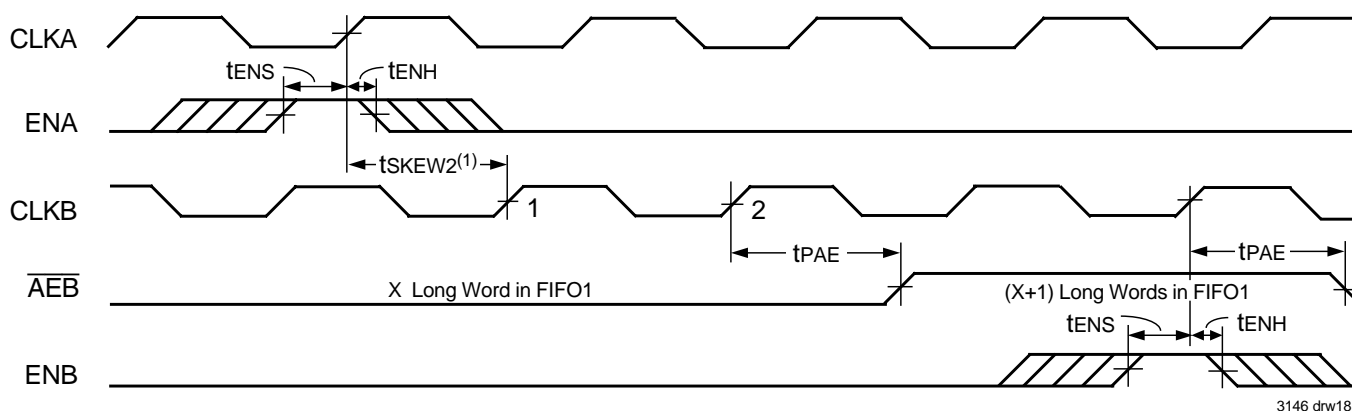 CLKA
tENS
tENH
ENA
tSKEW2(1)
CLKB
1
2
tPAE
tPAE
AEB
X Long Word in FIFO1
(X+1) Long Words in FIFO1
tENS
tENH
ENB
3146 drw18